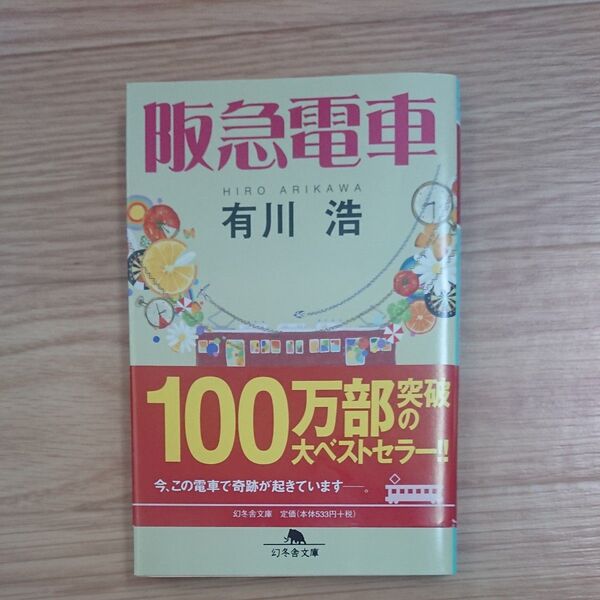 阪急電車
HIRO ARIKAWA
有川 浩
100万部突破の
大ベストセラー!!
今、この電車で奇跡が起きています──。
幻冬舎文庫 定価(本体533円+税)
幻冬舎文庫